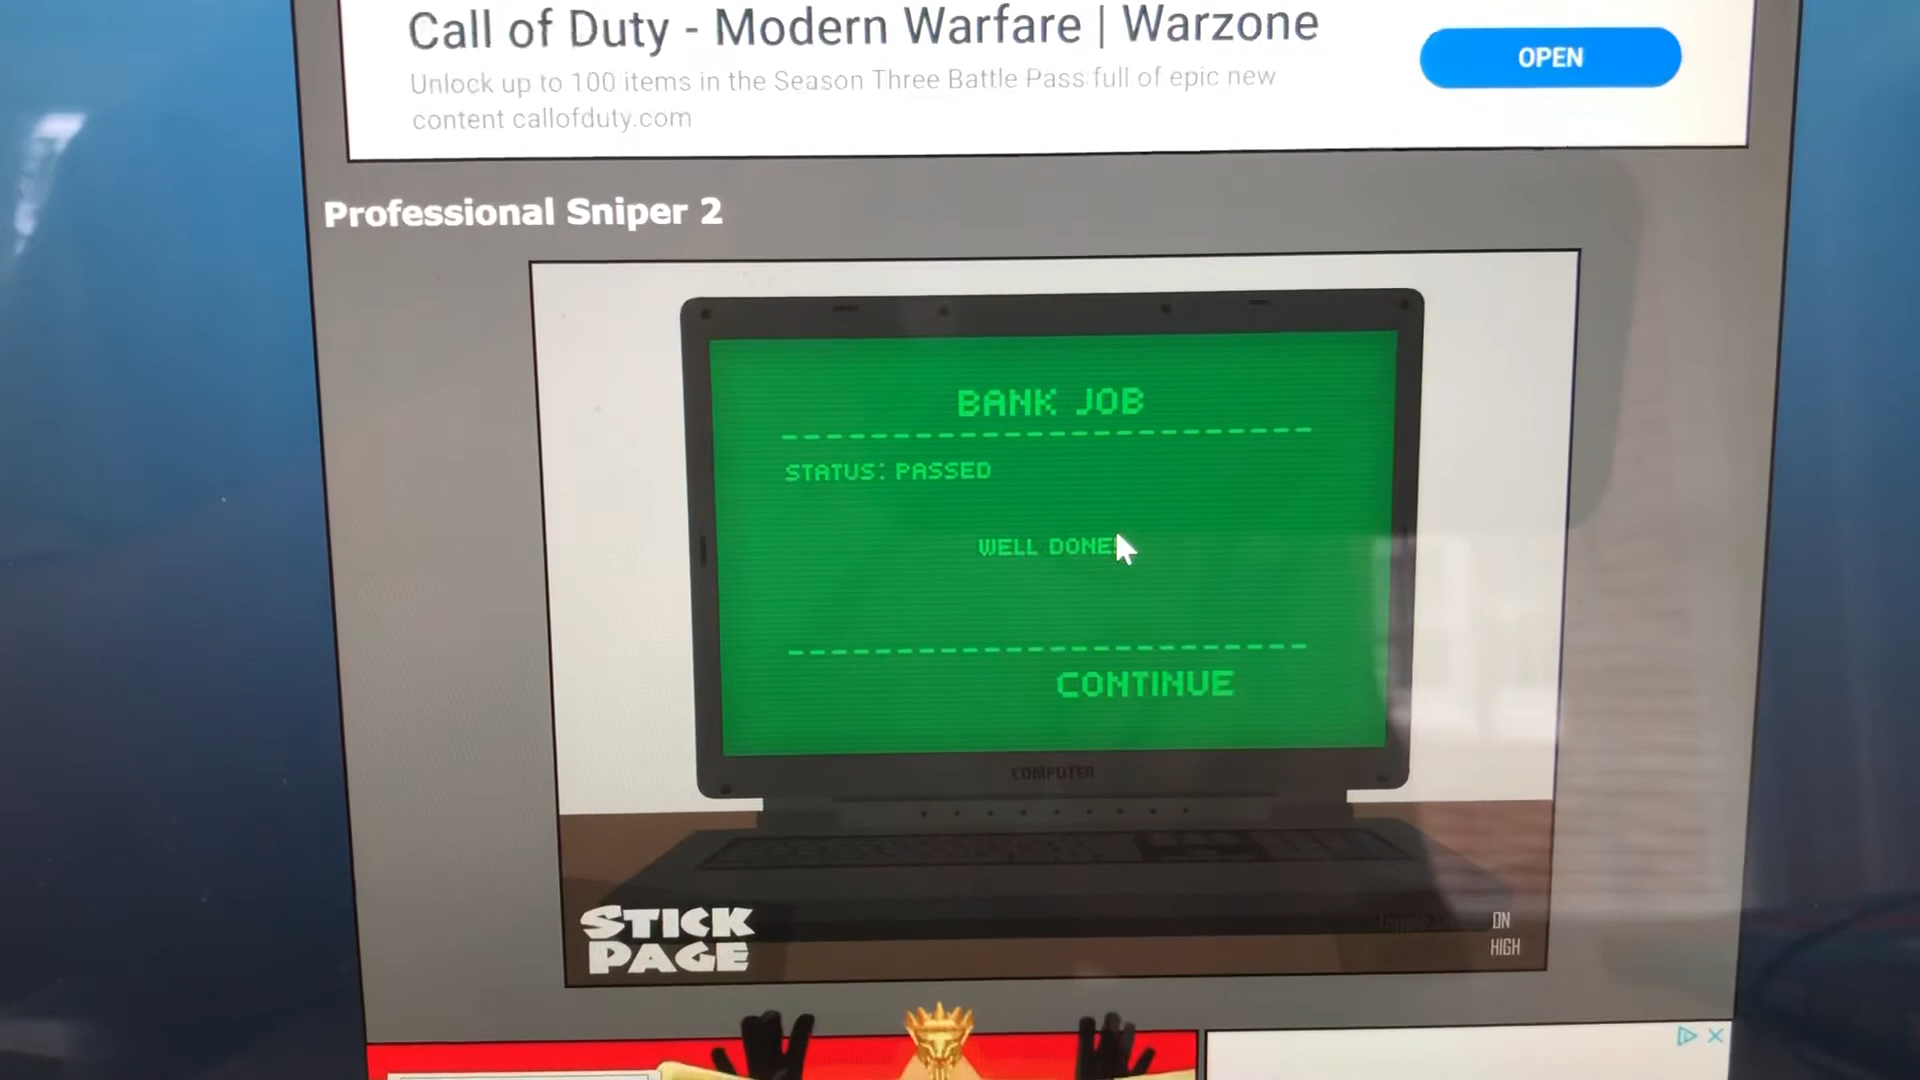 Call of Duty - Modern Warfare | Warzone
Unlock up to 100 items in the Season Three Battle Pass full of epic new
content callofduty.com
OPEN
Professional Sniper 2
BANK JOB
STATUS: PASSED
WELL DONE!
CONTINUE
COMPUTER
STICK
PAGE
ON
HIGH